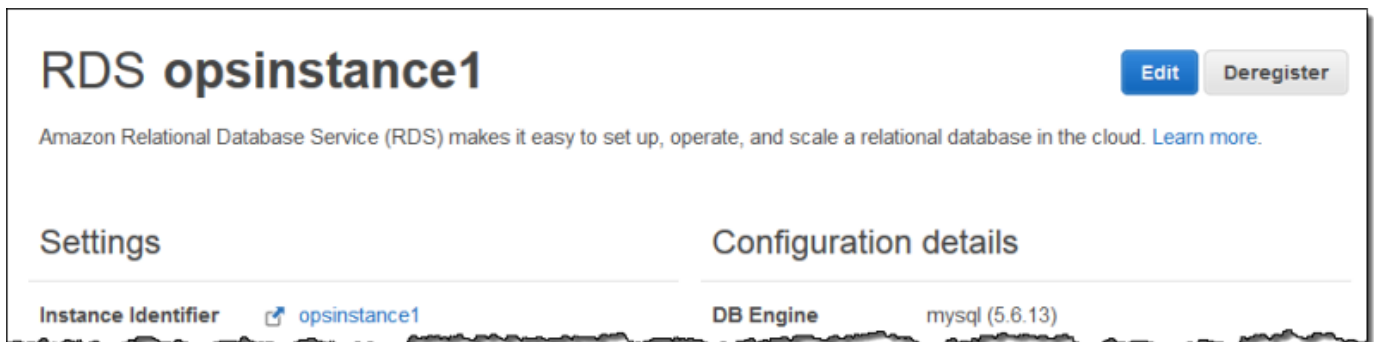 RDS opsinstance1
Edit
Deregister
Amazon Relational Database Service (RDS) makes it easy to set up, operate, and scale a relational database in the cloud. Learn more.
Settings
Instance Identifier opsinstance1
Configuration details
DB Engine mysql (5.6.13)